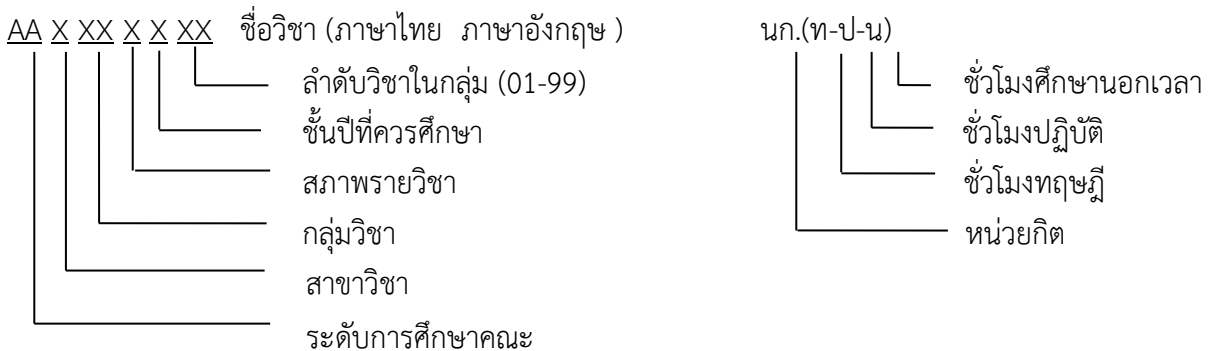 AA X XX X X XX ชื่อวิชา (ภาษาไทย ภาษาอังกฤษ ) นก.(ท-ป-น)
ลำดับวิชาในกลุ่ม (01-99) ชั่วโมงศึกษานอกเวลา
ชั้นปีที่ควรศึกษา ชั่วโมงปฏิบัติ
สภาพรายวิชา ชั่วโมงทฤษฎี
กลุ่มวิชา หน่วยกิต
สาขาวิชา
ระดับการศึกษาคณะ